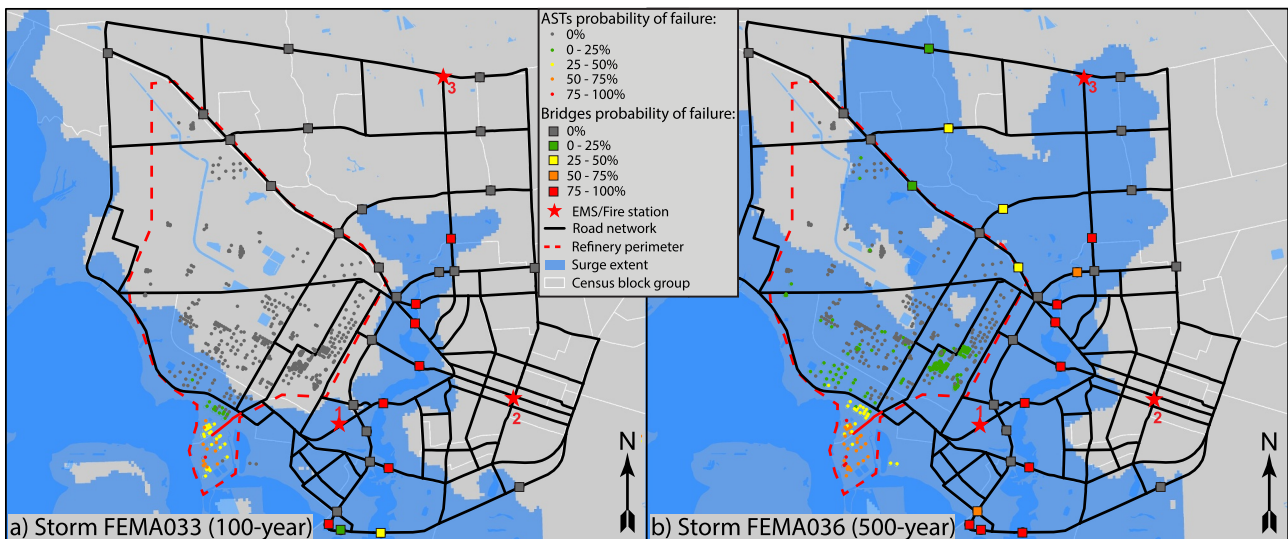 ASTs probability of failure:
0%
0 - 25%
25 - 50%
50 - 75%
75 - 100%
Bridges probability of failure:
0%
0 - 25%
25 - 50%
50 - 75%
75 - 100%
EMS/Fire station
Road network
Refinery perimeter
Surge extent
Census block group
3
1
2
N
a) Storm FEMA033 (100-year)
3
1
2
N
b) Storm FEMA036 (500-year)